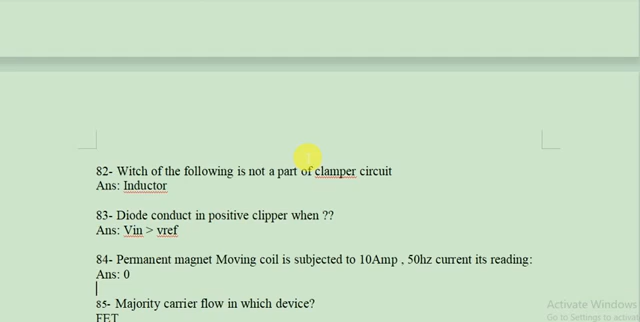 82- Witch of the following is not a part of clamper circuit
Ans: Inductor
83- Diode conduct in positive clipper when ??
Ans: Vin > vref
84- Permanent magnet Moving coil is subjected to 10Amp , 50hz current its reading:
Ans: 0
85- Majority carrier flow in which device?
FET
Activate Windows
Go to Settings to activat